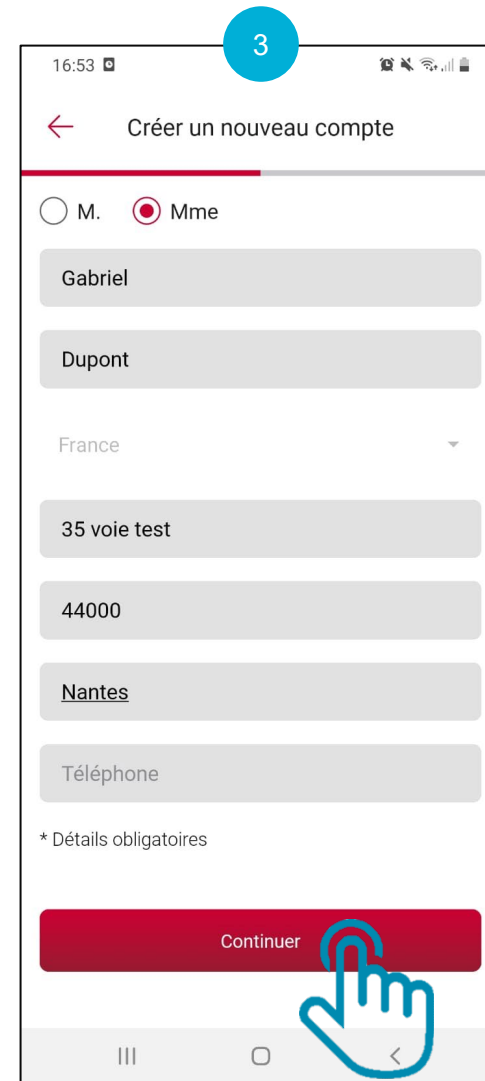 3
16:53
Créer un nouveau compte
M. Mme
Gabriel
Dupont
France
35 voie test
44000
Nantes
Téléphone
* Détails obligatoires
Continuer